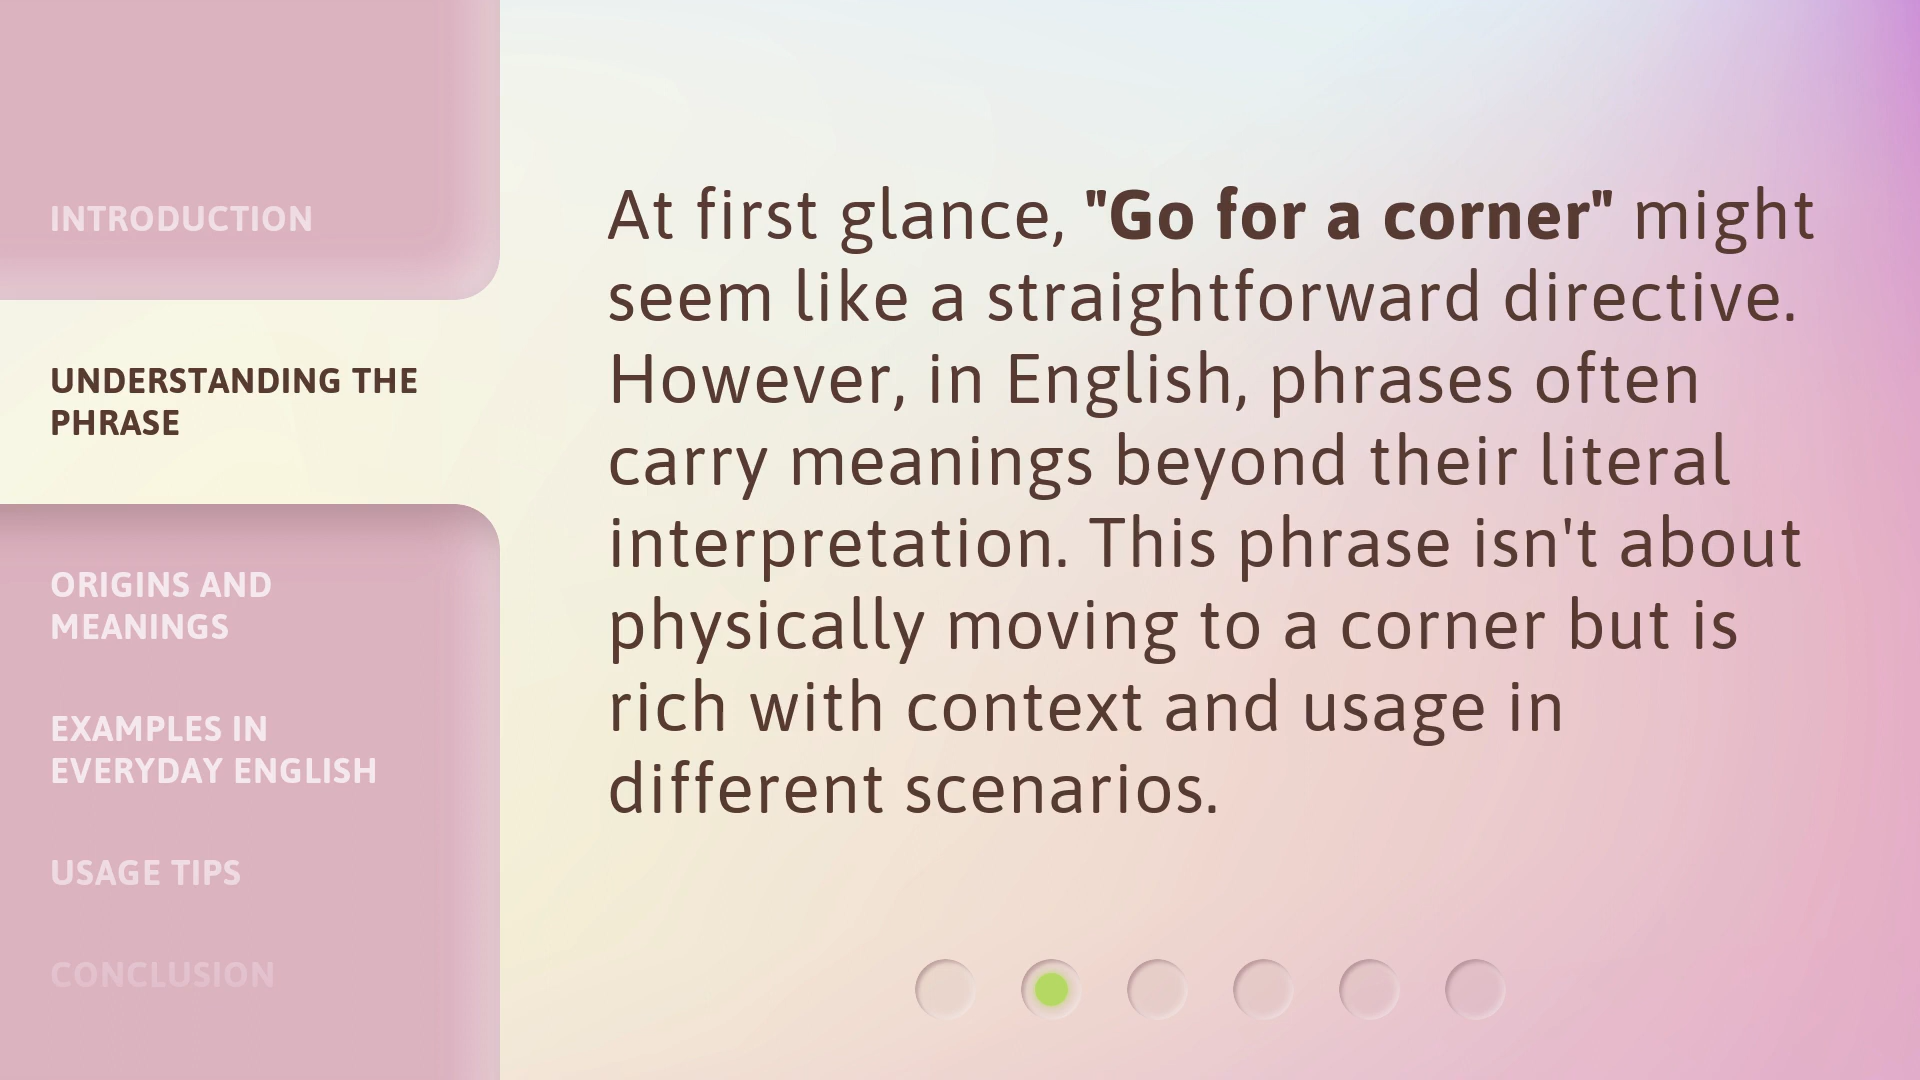 INTRODUCTION
UNDERSTANDING THE
PHRASE
ORIGINS AND
MEANINGS
EXAMPLES IN
EVERYDAY ENGLISH
USAGE TIPS
CONCLUSION
At first glance, "Go for a corner" might
seem like a straightforward directive.
However, in English, phrases often
carry meanings beyond their literal
interpretation. This phrase isn't about
physically moving to a corner but is
rich with context and usage in
different scenarios.